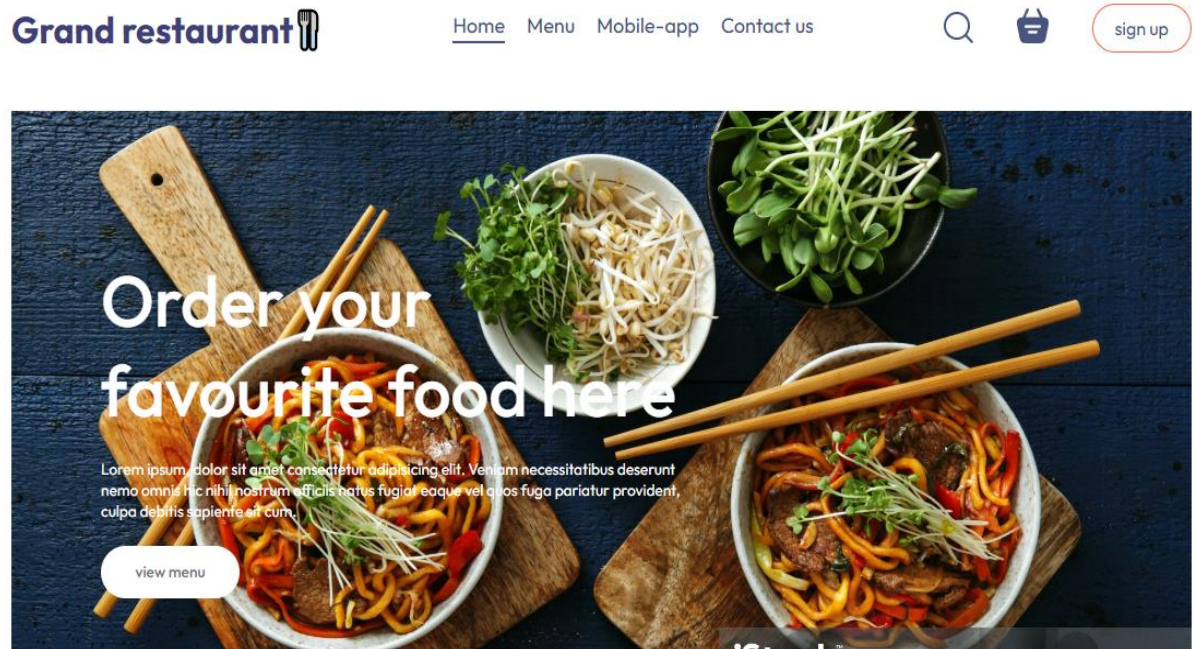 Grand restaurant
Home Menu Mobile-app Contact us
sign up
Order your
favourite food here
Lorem ipsum, dolor sit amet consectetur adipisicing elit. Veniam necessitatibus deserunt
nemo omnis hic nihil nostrum officiis natus fugiat eaque vel quos fuga pariatur provident,
culpa debitis sapiente sit cum.
view menu
iStock™